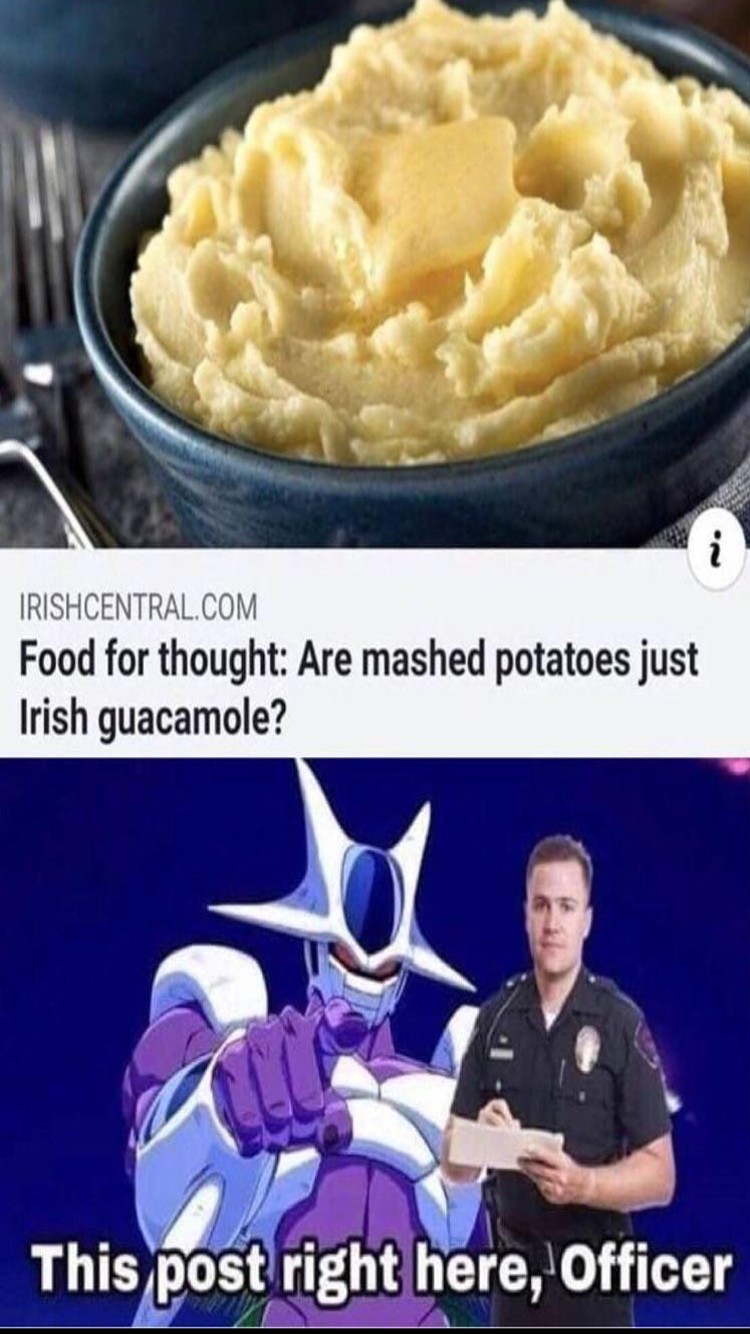 i
IRISHCENTRAL.COM
Food for thought: Are mashed potatoes just
Irish guacamole?
This post right here, Officer